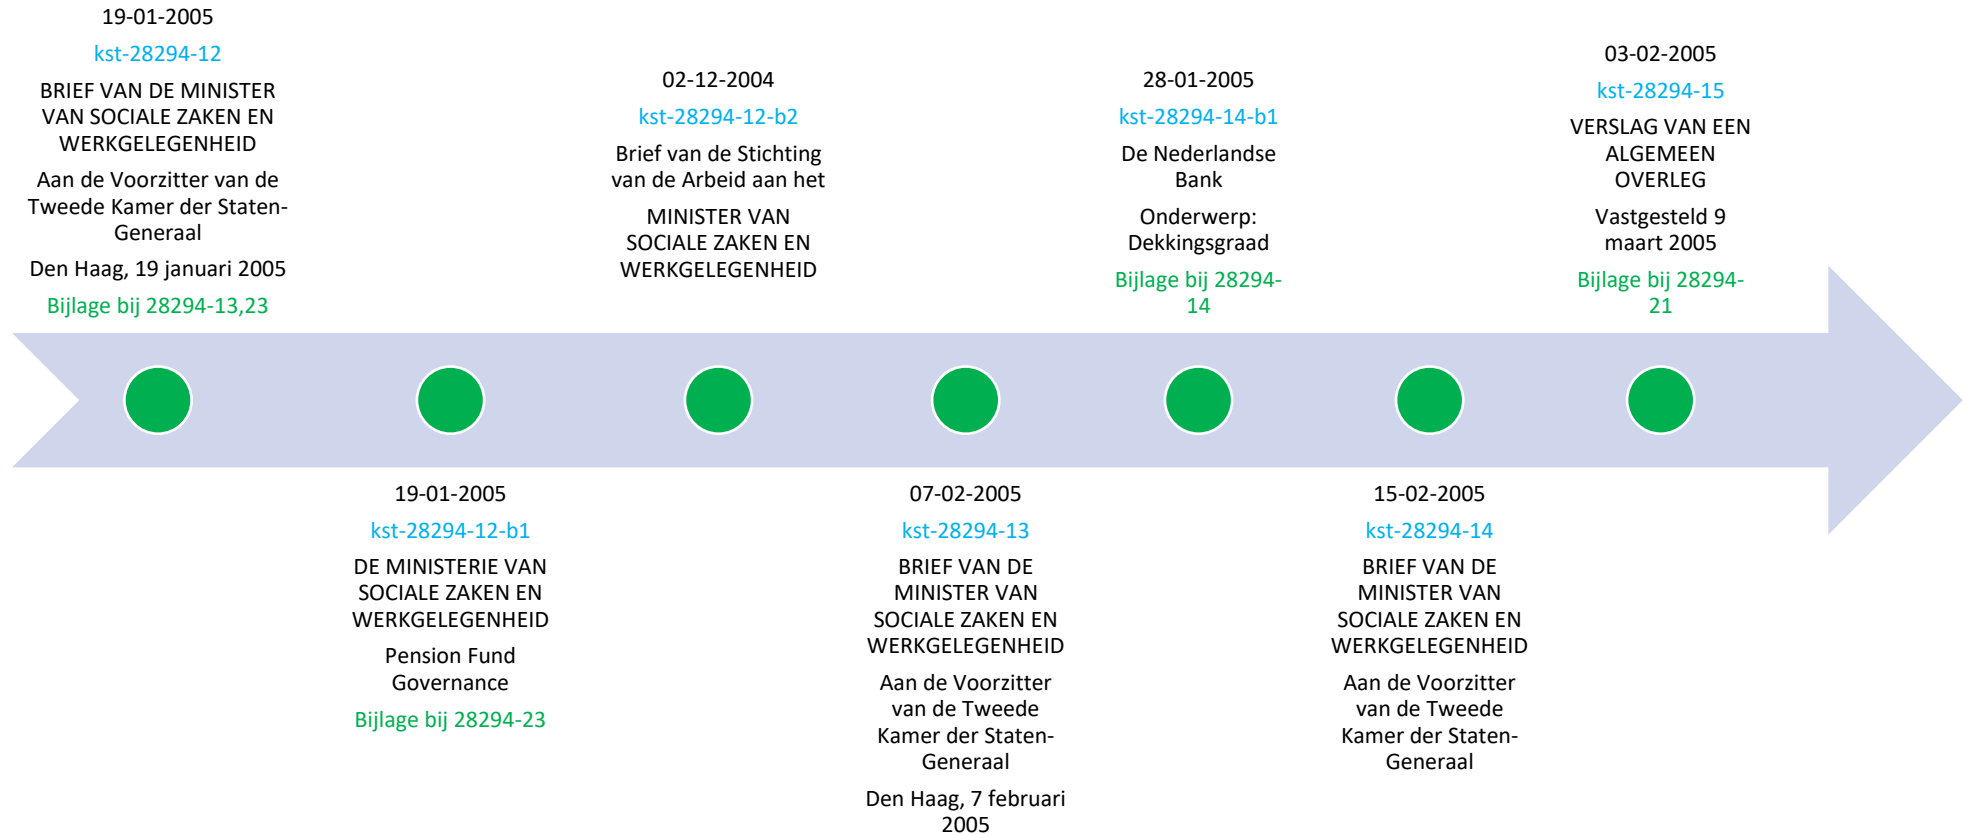 19-01-2005
kst-28294-12
BRIEF VAN DE MINISTER
VAN SOCIALE ZAKEN EN
WERKGELEGENHEID
Aan de Voorzitter van de
Tweede Kamer der Staten-
Generaal
Den Haag, 19 januari 2005
Bijlage bij 28294-13,23
19-01-2005
kst-28294-12-b1
DE MINISTERIE VAN
SOCIALE ZAKEN EN
WERKGELEGENHEID
Pension Fund
Governance
Bijlage bij 28294-23
02-12-2004
kst-28294-12-b2
Brief van de Stichting
van de Arbeid aan het
MINISTER VAN
SOCIALE ZAKEN EN
WERKGELEGENHEID
07-02-2005
kst-28294-13
BRIEF VAN DE
MINISTER VAN
SOCIALE ZAKEN EN
WERKGELEGENHEID
Aan de Voorzitter
van de Tweede
Kamer der Staten-
Generaal
Den Haag, 7 februari
2005
28-01-2005
kst-28294-14-b1
De Nederlandse
Bank
Onderwerp:
Dekkingsgraad
Bijlage bij 28294-
14
15-02-2005
kst-28294-14
BRIEF VAN DE
MINISTER VAN
SOCIALE ZAKEN EN
WERKGELEGENHEID
Aan de Voorzitter
van de Tweede
Kamer der Staten-
Generaal
03-02-2005
kst-28294-15
VERSLAG VAN EEN
ALGEMEEN
OVERLEG
Vastgesteld 9
maart 2005
Bijlage bij 28294-
21